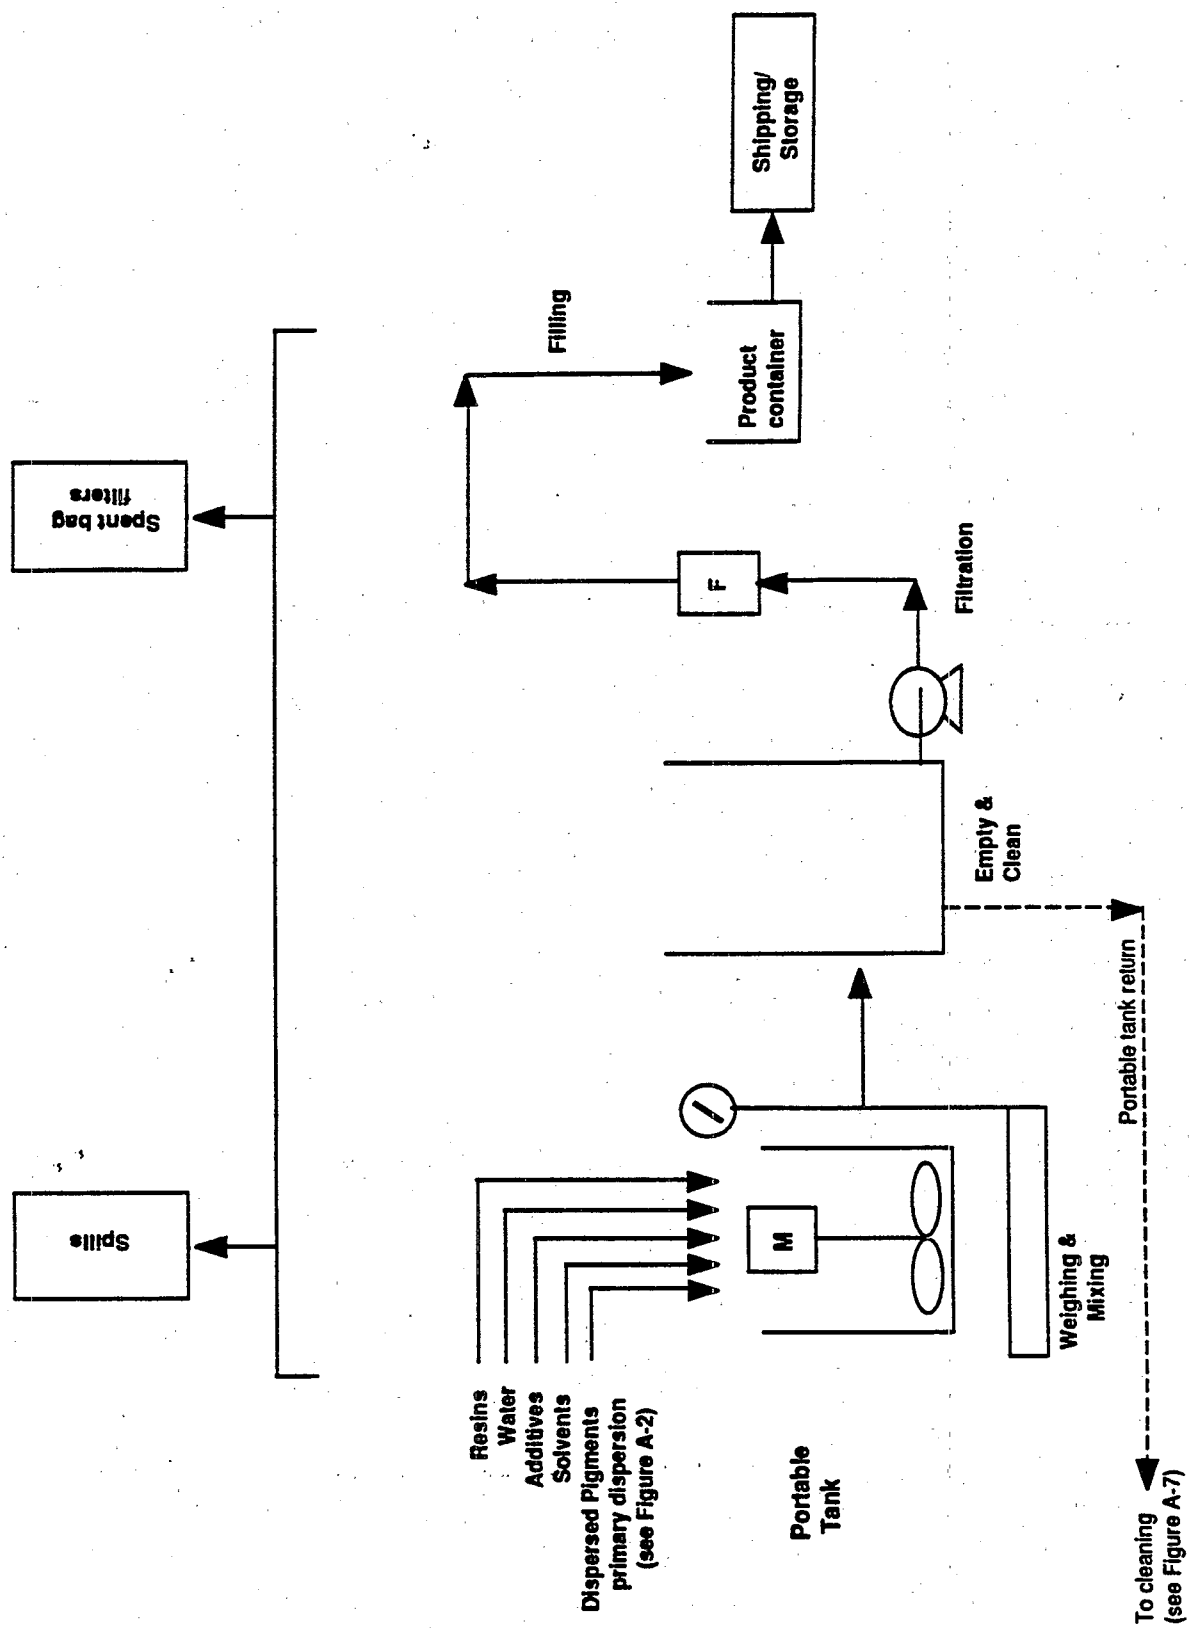 Spills
Spent bag
filters
Resins
Water
Additives
Solvents
Dispersed Pigments
primary dispersion
(see Figure A-2)
Portable
Tank
M
Weighing &
Mixing
Empty &
Clean
F
Filtration
Filling
Product
container
Shipping/
Storage
Portable tank return
To cleaning
(see Figure A-7)